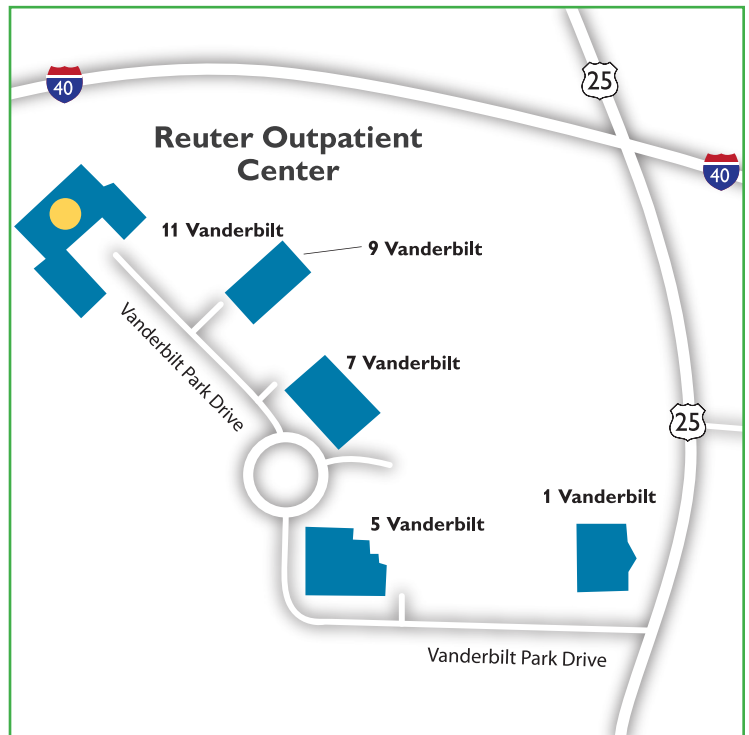 25
40
Reuter Outpatient
Center
40
11 Vanderbilt
9 Vanderbilt
Vanderbilt Park Drive
7 Vanderbilt
25
1 Vanderbilt
5 Vanderbilt
Vanderbilt Park Drive